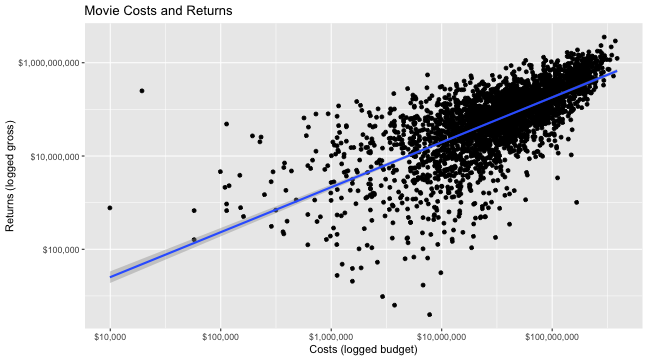 Movie Costs and Returns
Returns (logged gross)
$1,000,000,000
$10,000,000
$100,000
$10,000
$100,000
$1,000,000
$10,000,000
$100,000,000
Costs (logged budget)